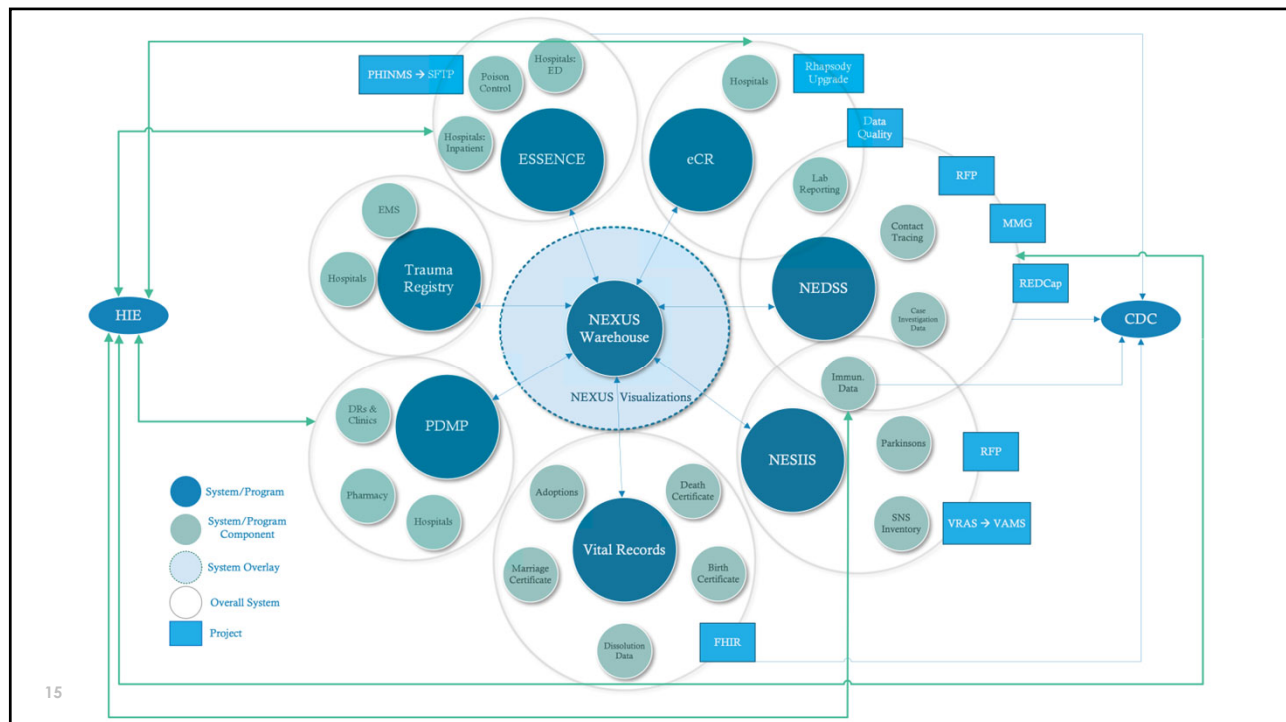 PHINMS → SFTP
Poison
Control
Hospitals:
ED
Hospitals:
Inpatient
ESSENCE
Hospitals
eCR
Rhapsody
Upgrade
Data
Quality
Lab
Reporting
RFP
MMG
REDCap
Contact
Tracing
NEDSS
Case
Investigation
Data
EMS
Hospitals
Trauma
Registry
HIE
NEXUS
Warehouse
NEXUS Visualizations
CDC
DRs &
Clinics
PDMP
Pharmacy
Hospitals
Immun.
Data
NESIIS
Parkinsons
SNS
Inventory
RFP
VRAS → VAMS
Adoptions
Death
Certificate
Vital Records
Marriage
Certificate
Birth
Certificate
Dissolution
Data
FHIR
System/Program
System/Program
Component
System Overlay
Overall System
Project
15